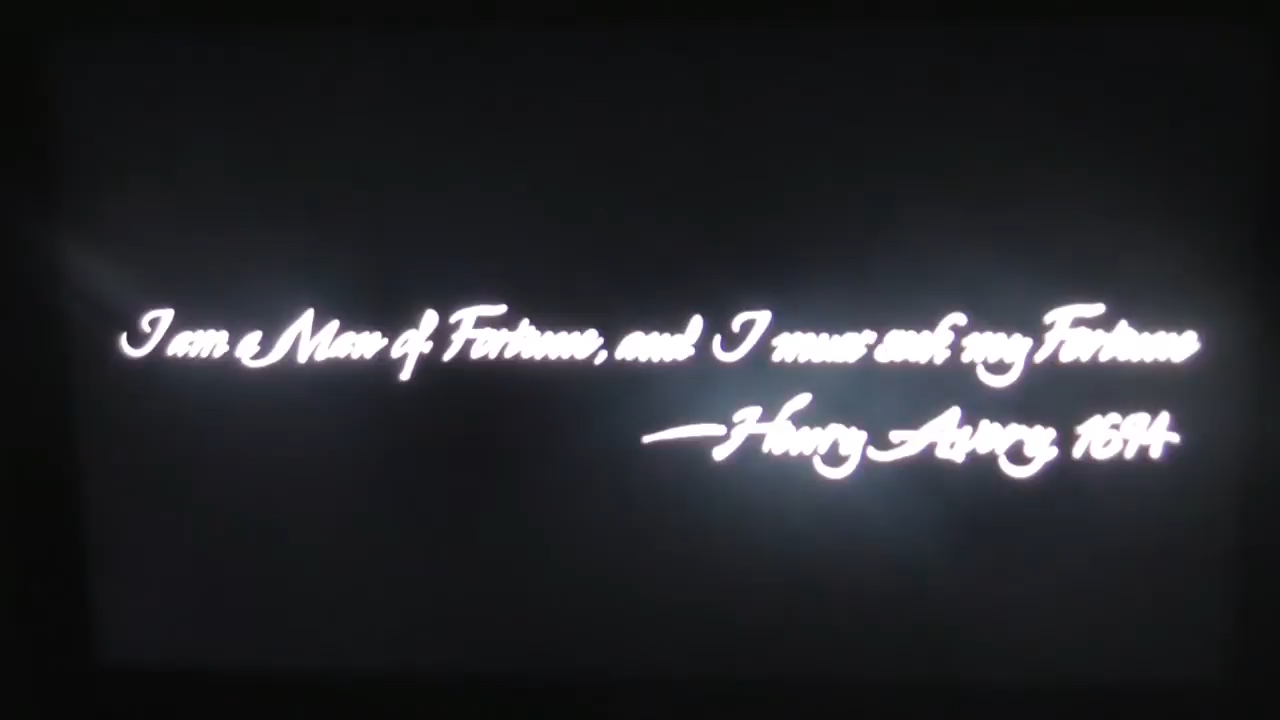 I am a Man of Fortune, and I must seek my Fortune
—Henry Avery, 1694